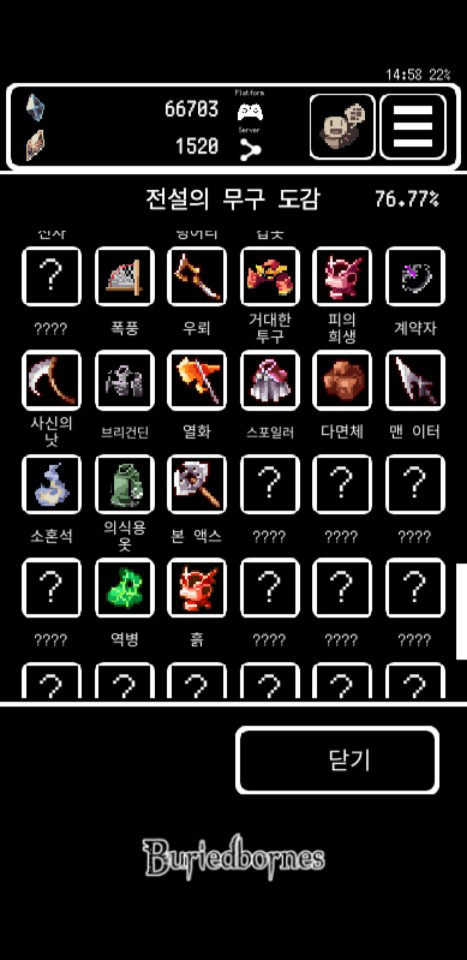 14:58 22%
66703
Platform
1520
Server
전설의 무구 도감 76.77%
????
폭풍
우뢰
거대한
투구
피의
희생
계약자
사신의
낫
브리건딘
열화
스포일러
다면체
맨 이터
소혼석
의식용
옷
본 액스
????
????
????
????
역병
흙
????
????
????
닫기
Buriedbornes